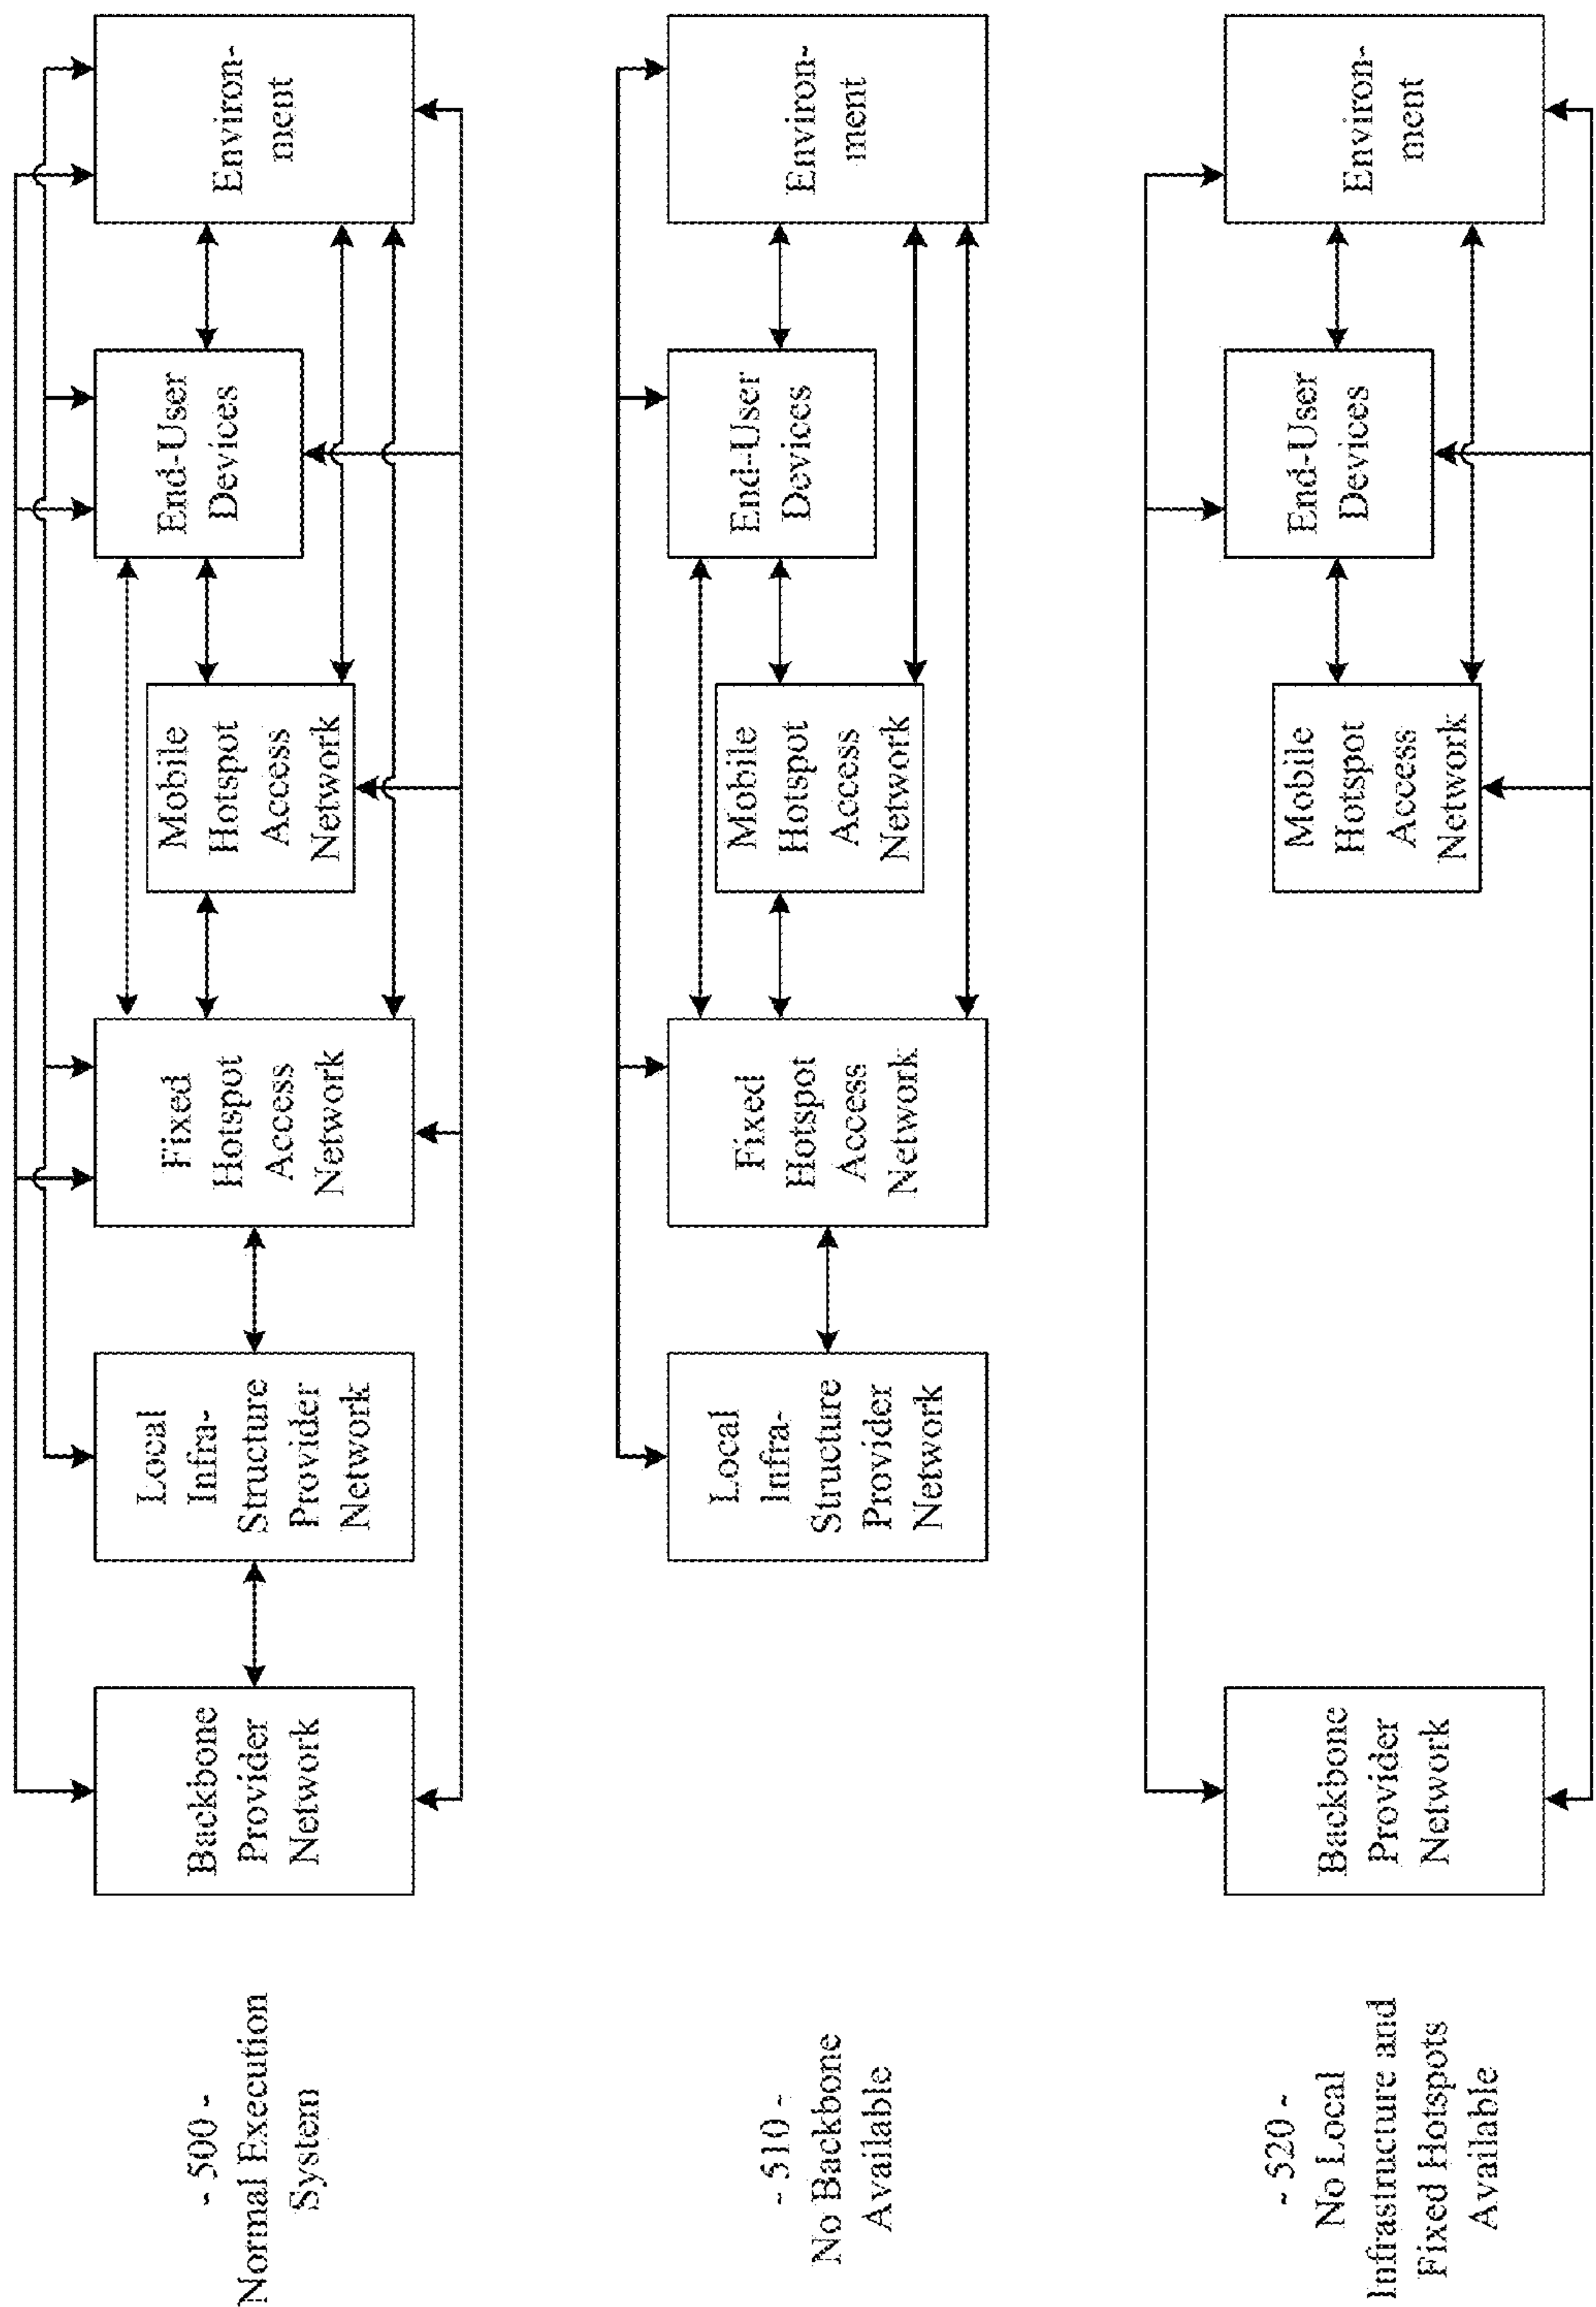 - 500 -
Normal Execution
System
Backbone
Provider
Network
Local
Infra-
Structure
Provider
Network
Fixed
Hotspot
Access
Network
Mobile
Hotspot
Access
Network
End-User
Devices
Environ-
ment
- 510 -
No Backbone
Available
Local
Infra-
Structure
Provider
Network
Fixed
Hotspot
Access
Network
Mobile
Hotspot
Access
Network
End-User
Devices
Environ-
ment
- 520 -
No Local
Infrastructure and
Fixed Hotspots
Available
Backbone
Provider
Network
Mobile
Hotspot
Access
Network
End-User
Devices
Environ-
ment